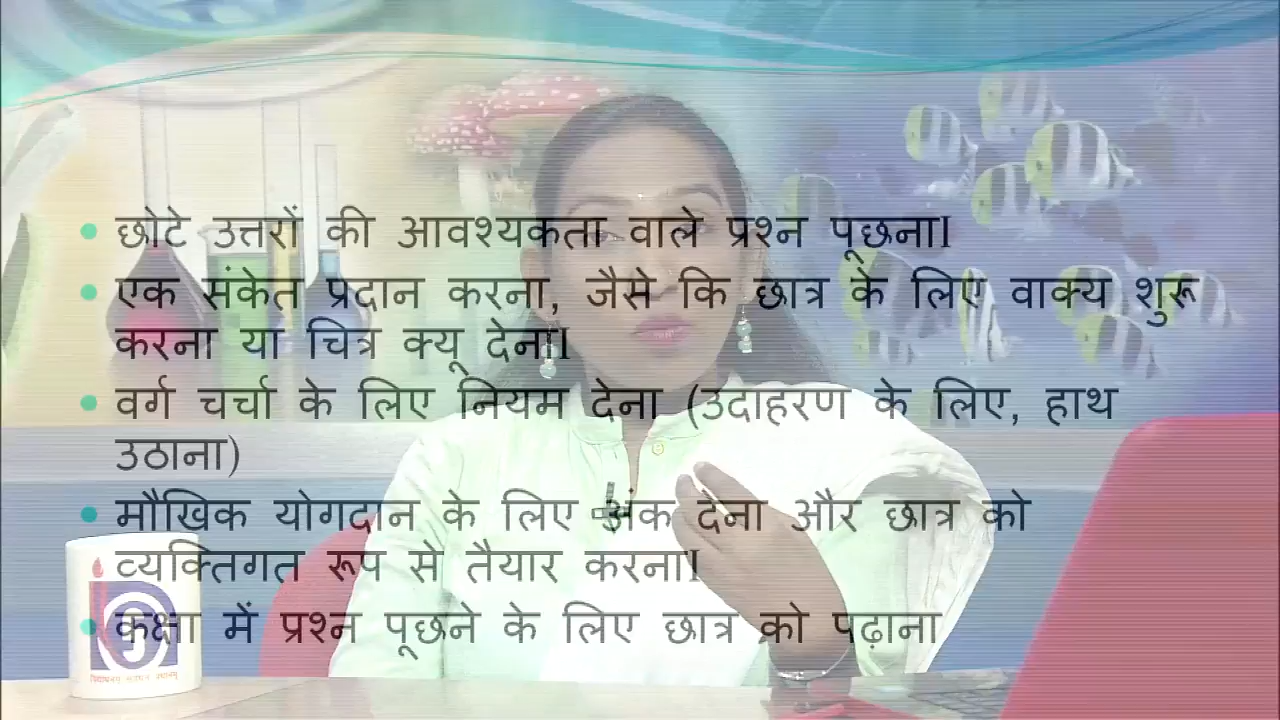 छोटे उत्तरों की आवश्यकता वाले प्रश्न पूछनाI
एक संकेत प्रदान करना, जैसे कि छात्र के लिए वाक्य शुरू
करना या चित्र क्यू देनाI
वर्ग चर्चा के लिए नियम देना (उदाहरण के लिए, हाथ
उठाना)
मौखिक योगदान के लिए अंक देना और छात्र को
व्यक्तिगत रूप से तैयार करनाI
कक्षा में प्रश्न पूछने के लिए छात्र को पढ़ाना